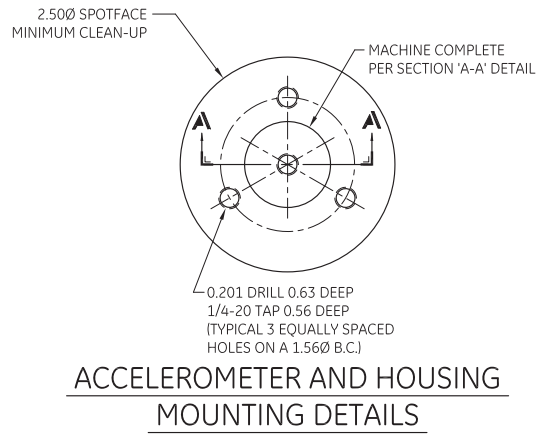 2.50Ø SPOTFACE
MINIMUM CLEAN-UP
MACHINE COMPLETE
PER SECTION 'A-A' DETAIL
A A
0.201 DRILL 0.63 DEEP
1/4-20 TAP 0.56 DEEP
(TYPICAL 3 EQUALLY SPACED
HOLES ON A 1.56Ø B.C.)
ACCELEROMETER AND HOUSING
MOUNTING DETAILS